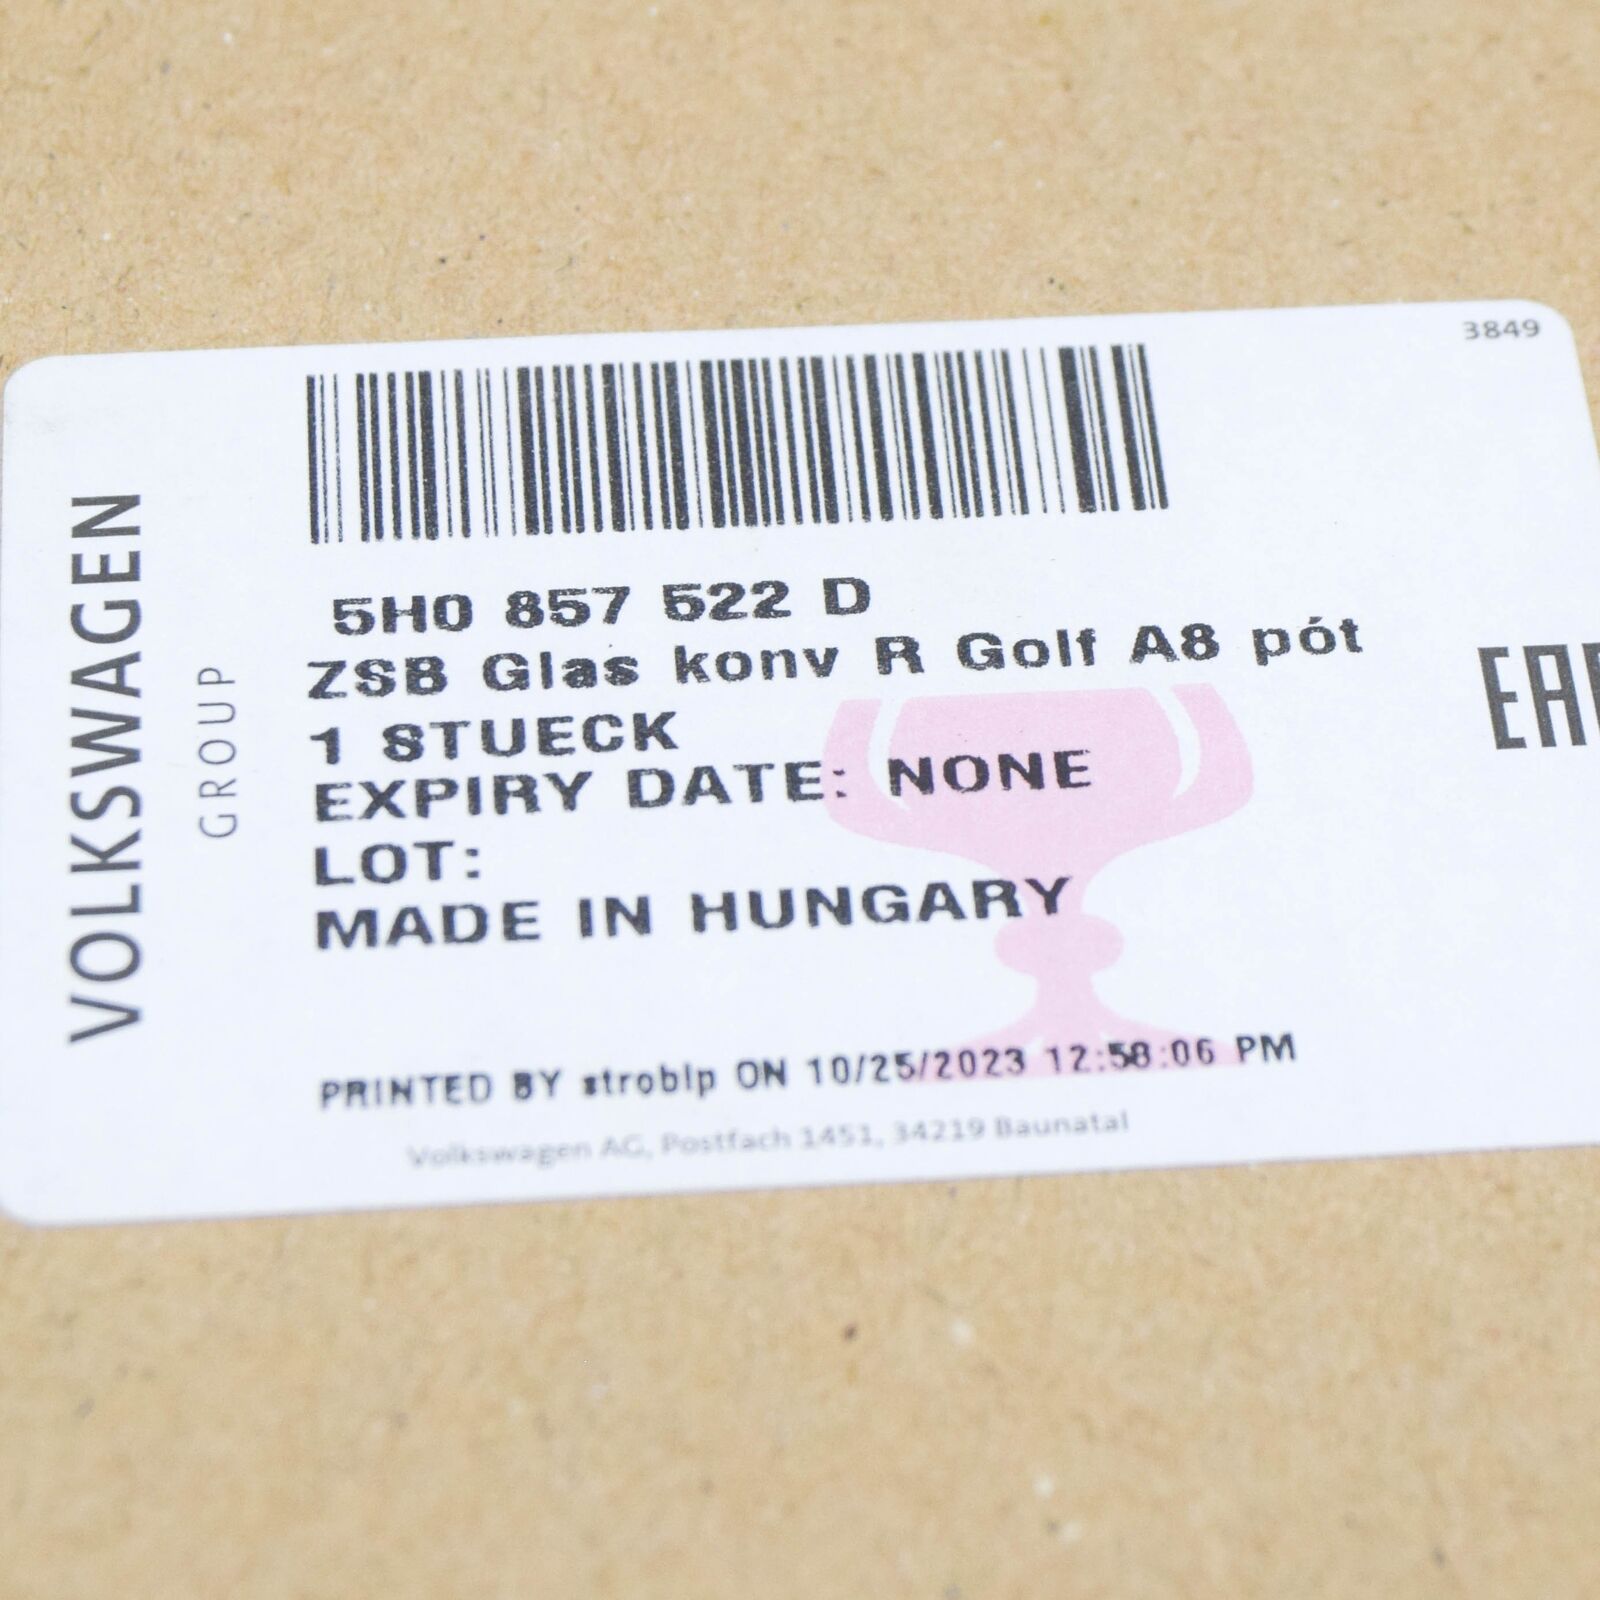 3849
VOLKSWAGEN
GROUP
5H0 857 522 D
ZSB Glas konv R Golf A8 pót
1 STUECK
EXPIRY DATE: NONE
LOT:
MADE IN HUNGARY
PRINTED BY stroblp ON 10/25/2023 12:58:06 PM
Volkswagen AG, Postfach 1451, 34219 Baunatal
EAC